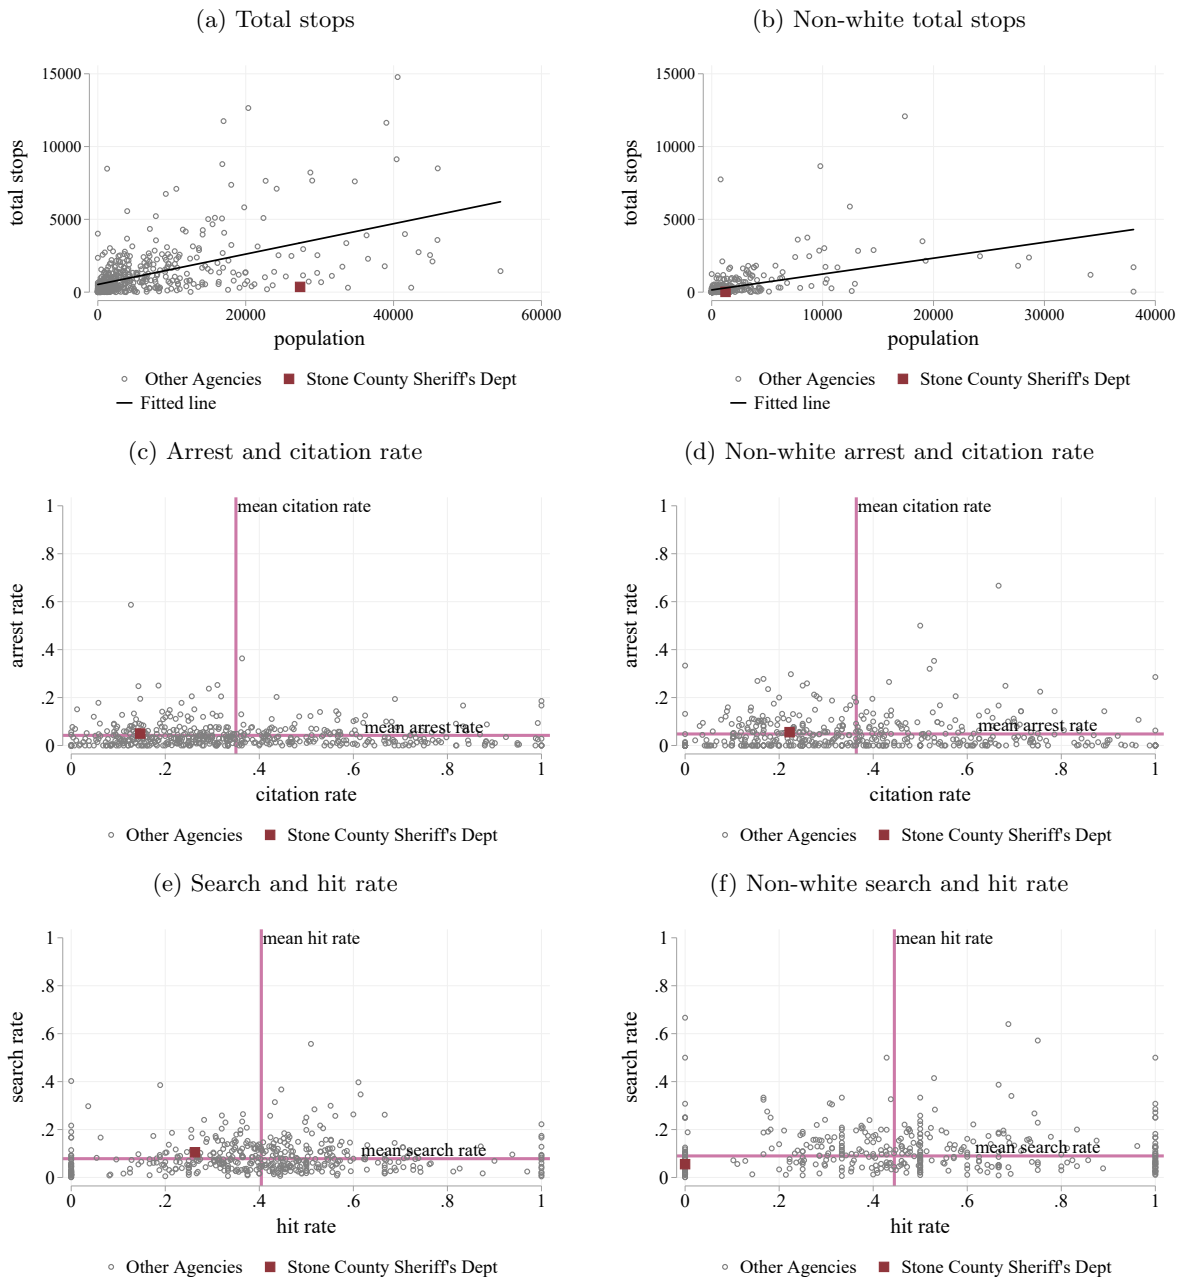 (a) Total stops
(b) Non-white total stops
total stops
15000
10000
5000
0
0 20000 40000 60000
population
Other Agencies Stone County Sheriff's Dept
Fitted line
total stops
15000
10000
5000
0
0 10000 20000 30000 40000
population
Other Agencies Stone County Sheriff's Dept
Fitted line
(c) Arrest and citation rate
(d) Non-white arrest and citation rate
arrest rate
1
.8
.6
.4
.2
0
mean citation rate
mean arrest rate
0 .2 .4 .6 .8 1
citation rate
Other Agencies Stone County Sheriff's Dept
arrest rate
1
.8
.6
.4
.2
0
mean citation rate
mean arrest rate
0 .2 .4 .6 .8 1
citation rate
Other Agencies Stone County Sheriff's Dept
(e) Search and hit rate
(f) Non-white search and hit rate
search rate
1
.8
.6
.4
.2
0
mean hit rate
mean search rate
0 .2 .4 .6 .8 1
hit rate
Other Agencies Stone County Sheriff's Dept
search rate
1
.8
.6
.4
.2
0
mean hit rate
mean search rate
0 .2 .4 .6 .8 1
hit rate
Other Agencies Stone County Sheriff's Dept